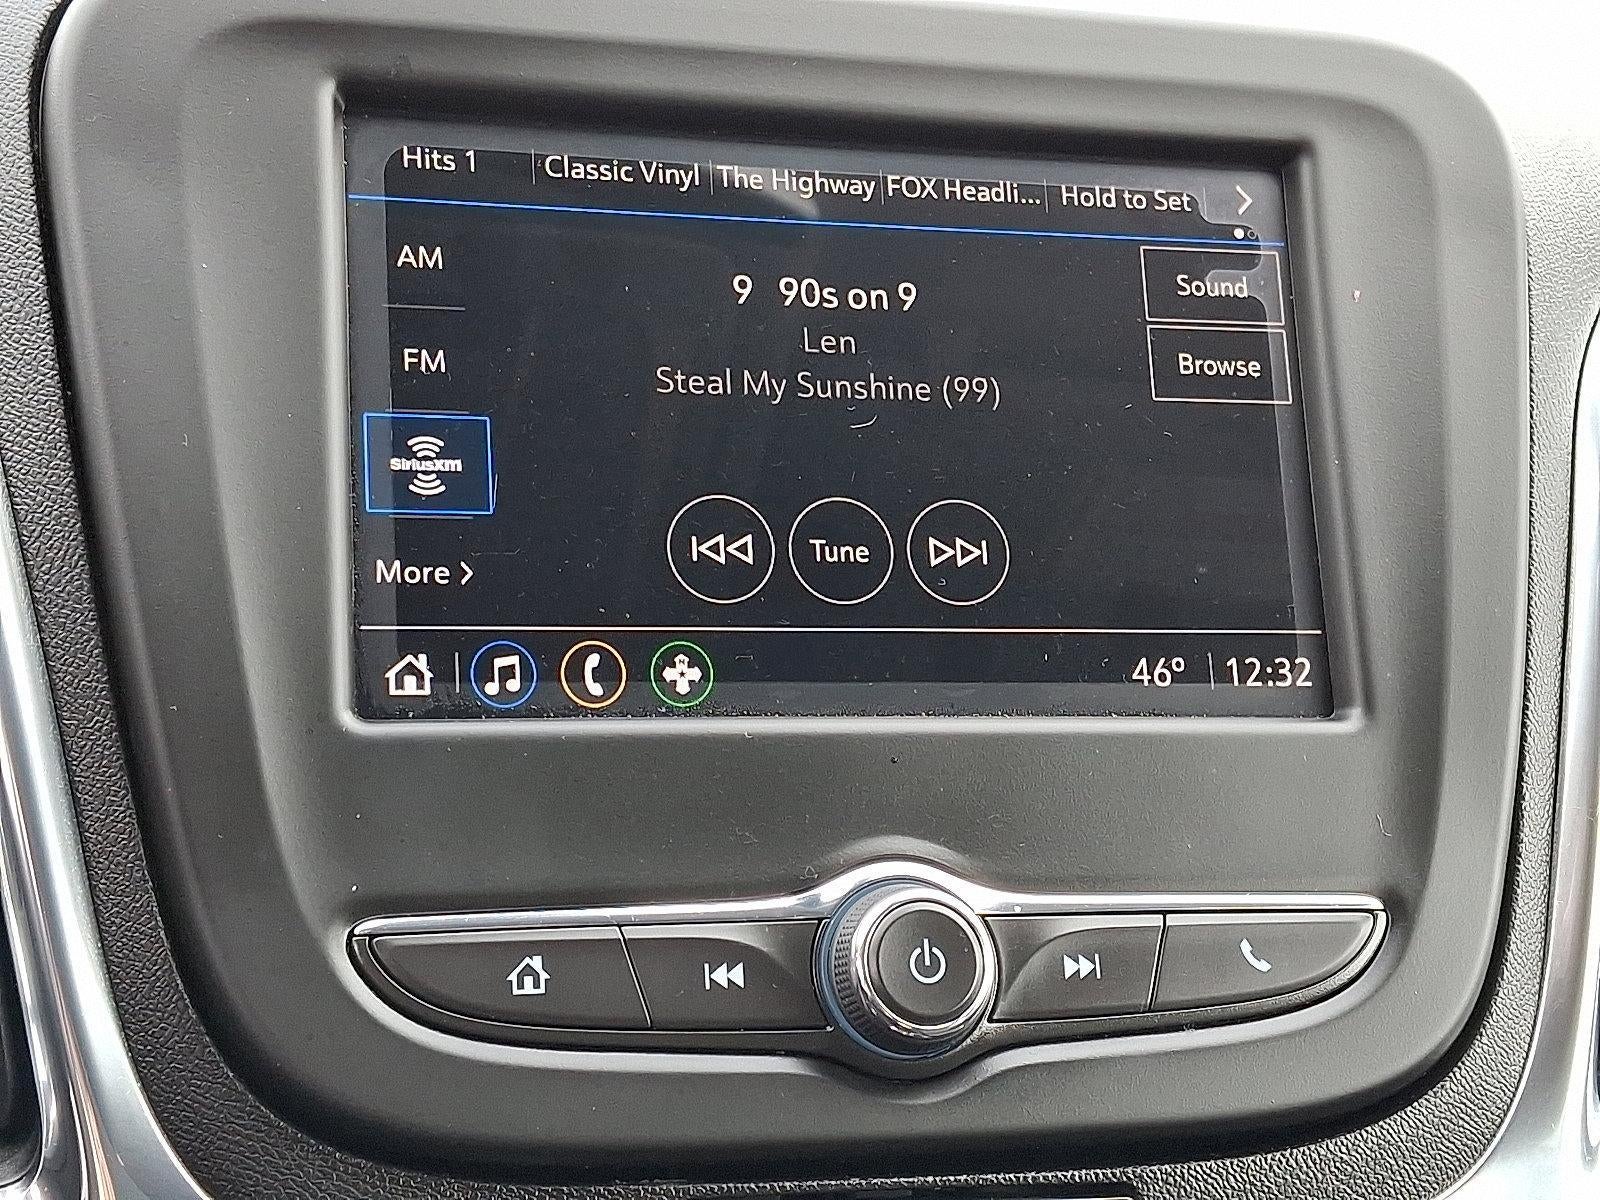 Hits 1 Classic Vinyl The Highway FOX Headli... Hold to Set
AM
9 90s on 9
Sound
Len
FM
Steal My Sunshine (99)
Browse
SiriusXM
Tune
More
N
46° 12:32